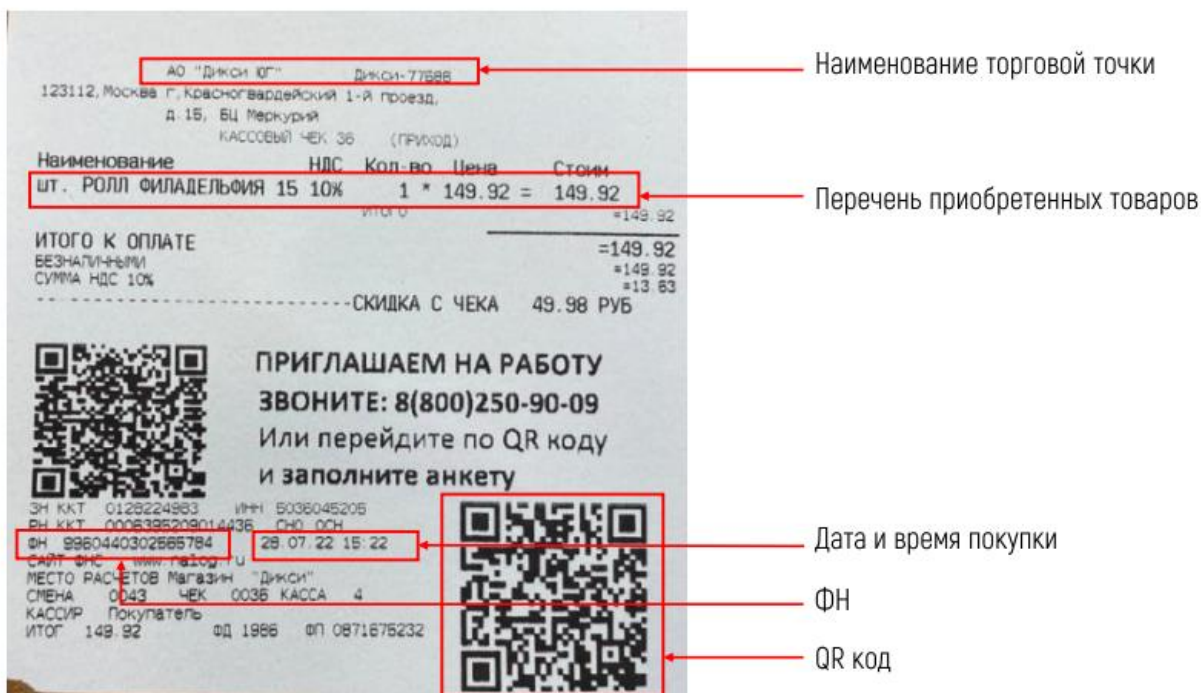 АО "Дикси ЮГ" Дикси-77686
Наименование торговой точки
123112, Москва г, Красногвардейский 1-й проезд,
д. 15, БЦ Меркурий
КАССОВЫЙ ЧЕК 36 (ПРИХОД)
Наименование НДС Кол-во Цена Стоим
шт. РОЛЛ ФИЛАДЕЛЬФИЯ 15 10% 1 * 149.92 = 149.92
Перечень приобретенных товаров
ИТОГО =149.92
ИТОГО К ОПЛАТЕ =149.92
БЕЗНАЛИЧНЫМИ =149.92
СУММА НДС 10% =13.63
СКИДКА С ЧЕКА 49.98 РУБ
ПРИГЛАШАЕМ НА РАБОТУ
ЗВОНИТЕ: 8(800)250-90-09
Или перейдите по QR коду
и заполните анкету
ЗН ККТ 0128224983 ИНН 5036045205
РН ККТ 0006395209014436 СНО ОСН
ФН 9960440302565784 28.07.22 15:22
Дата и время покупки
САЙТ ФНС www.nalog.ru
МЕСТО РАСЧЕТОВ Магазин "Дикси"
СМЕНА 0043 ЧЕК 0036 КАССА 4
ФН
КАССИР Покупатель
ИТОГ 149.92 ФД 1986 ФП 0871676232
QR код